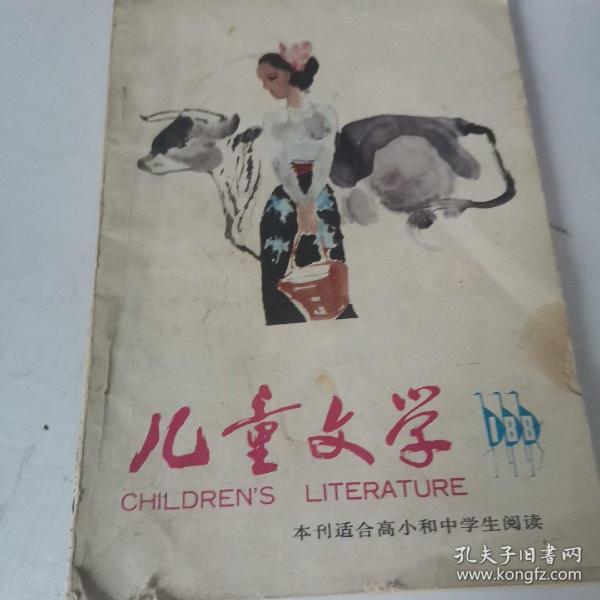 儿童文学
188
CHILDREN'S LITERATURE
本刊适合高小和中学生阅读
孔夫子旧书网
www.kongfz.com